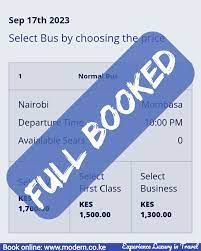 Sep 17th 2023
Select Bus by choosing the price
1 Normal Bus
Nairobi Mombasa
Departure Time 10:00 PM
Available Seats 0
FULL BOOKED
Select Select
First Class Business
KES KES KES
1,500.00 1,300.00
Book online: www.modern.co.ke Experience Luxury in Travel